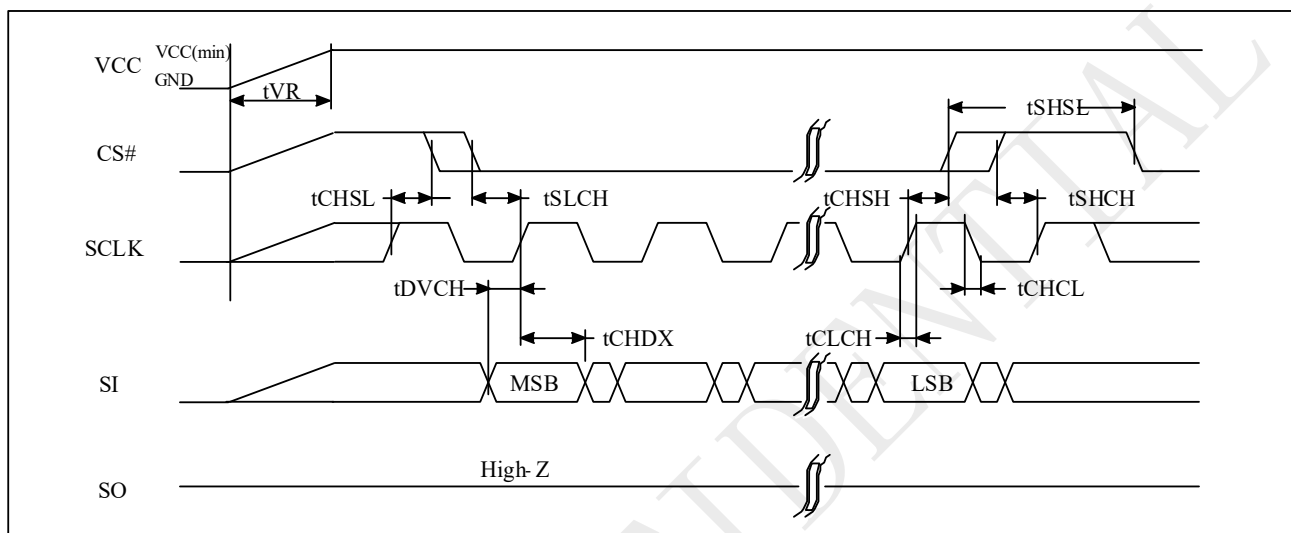 VCC
VCC(min)
GND
tVR
tSHSL
CS#
tCHSL
tSLCH
tCHSH
tSHCH
SCLK
tDVCH
tCHCL
tCHDX
tCLCH
SI
MSB
LSB
High-Z
SO